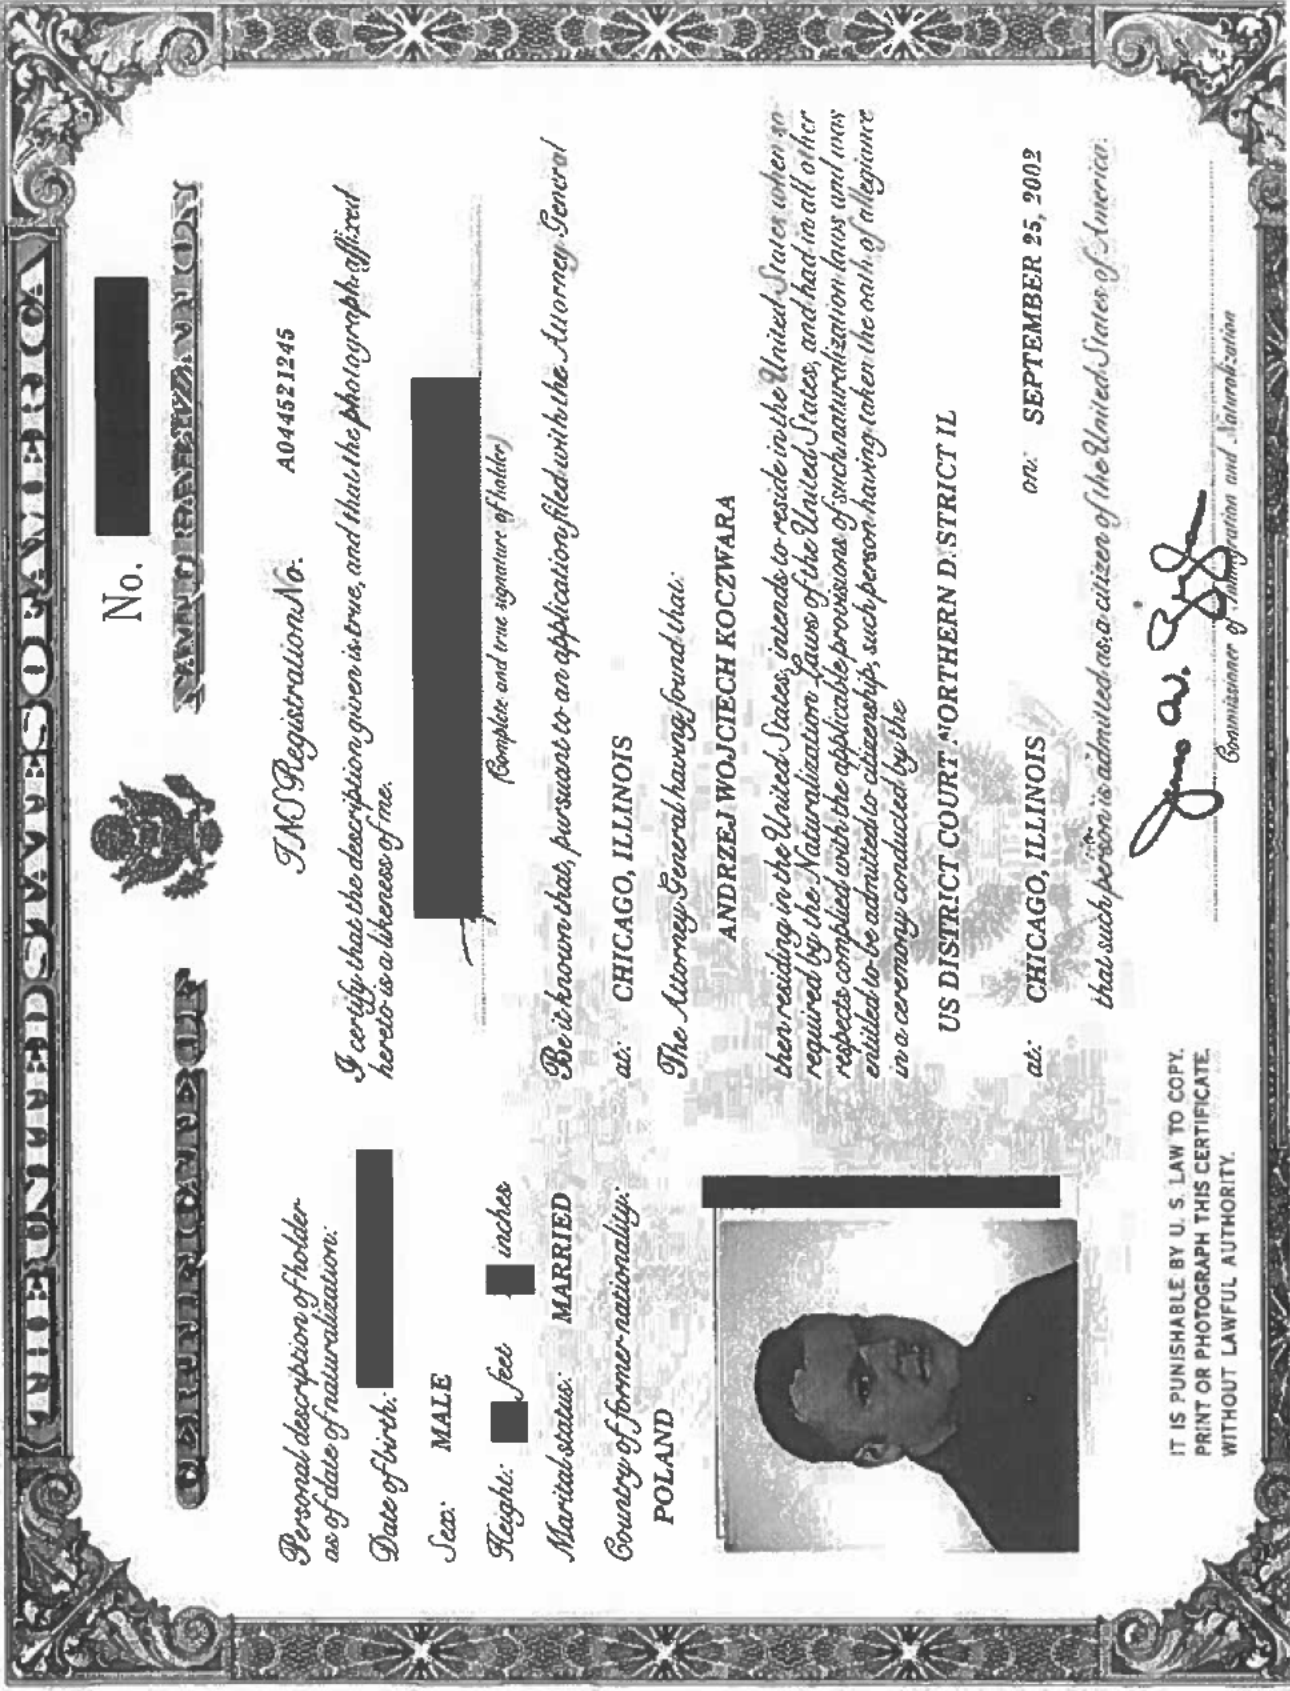 THE UNITED STATES OF AMERICA
No.
CERTIFICATE OF NATURALIZATION
Personal description of holder
as of date of naturalization:
Date of birth:
Sex: MALE
Height: feet inches
Marital status: MARRIED
Country of former nationality:
POLAND
INS Registration No. A044521245
I certify that the description given is true, and that the photograph affixed
hereto is a likeness of me.
(Complete and true signature of holder)
Be it known that, pursuant to an application filed with the Attorney General
at: CHICAGO, ILLINOIS
The Attorney General having found that:
ANDRZEJ WOJCIECH KOCZWARA
then residing in the United States, intends to reside in the United States when so
required by the Naturalization Laws of the United States, and had in all other
respects complied with the applicable provisions of such naturalization laws and was
entitled to be admitted to citizenship, such person having taken the oath of allegiance
in a ceremony conducted by the
US DISTRICT COURT NORTHERN DISTRICT IL
at: CHICAGO, ILLINOIS on: SEPTEMBER 25, 2002
that such person is admitted as a citizen of the United States of America.
Commissioner of Immigration and Naturalization
IT IS PUNISHABLE BY U. S. LAW TO COPY,
PRINT OR PHOTOGRAPH THIS CERTIFICATE,
WITHOUT LAWFUL AUTHORITY.